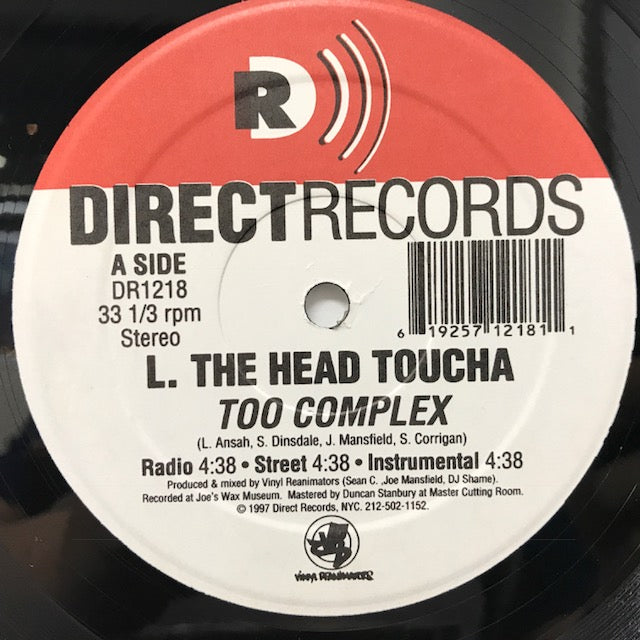 RD
DIRECTRECORDS
A SIDE
DR1218
33 1/3 rpm
Stereo
6 19257 12181 1
L. THE HEAD TOUCHA
TOO COMPLEX
(L. Ansah, S. Dinsdale, J. Mansfield, S. Corrigan)
Radio 4:38 • Street 4:38 • Instrumental 4:38
Produced & mixed by Vinyl Reanimators (Sean C. ,Joe Mansfield, DJ Shame).
Recorded at Joe's Wax Museum. Mastered by Duncan Stanbury at Master Cutting Room.
© 1997 Direct Records, NYC. 212-502-1152.
VINYL REANIMATORS